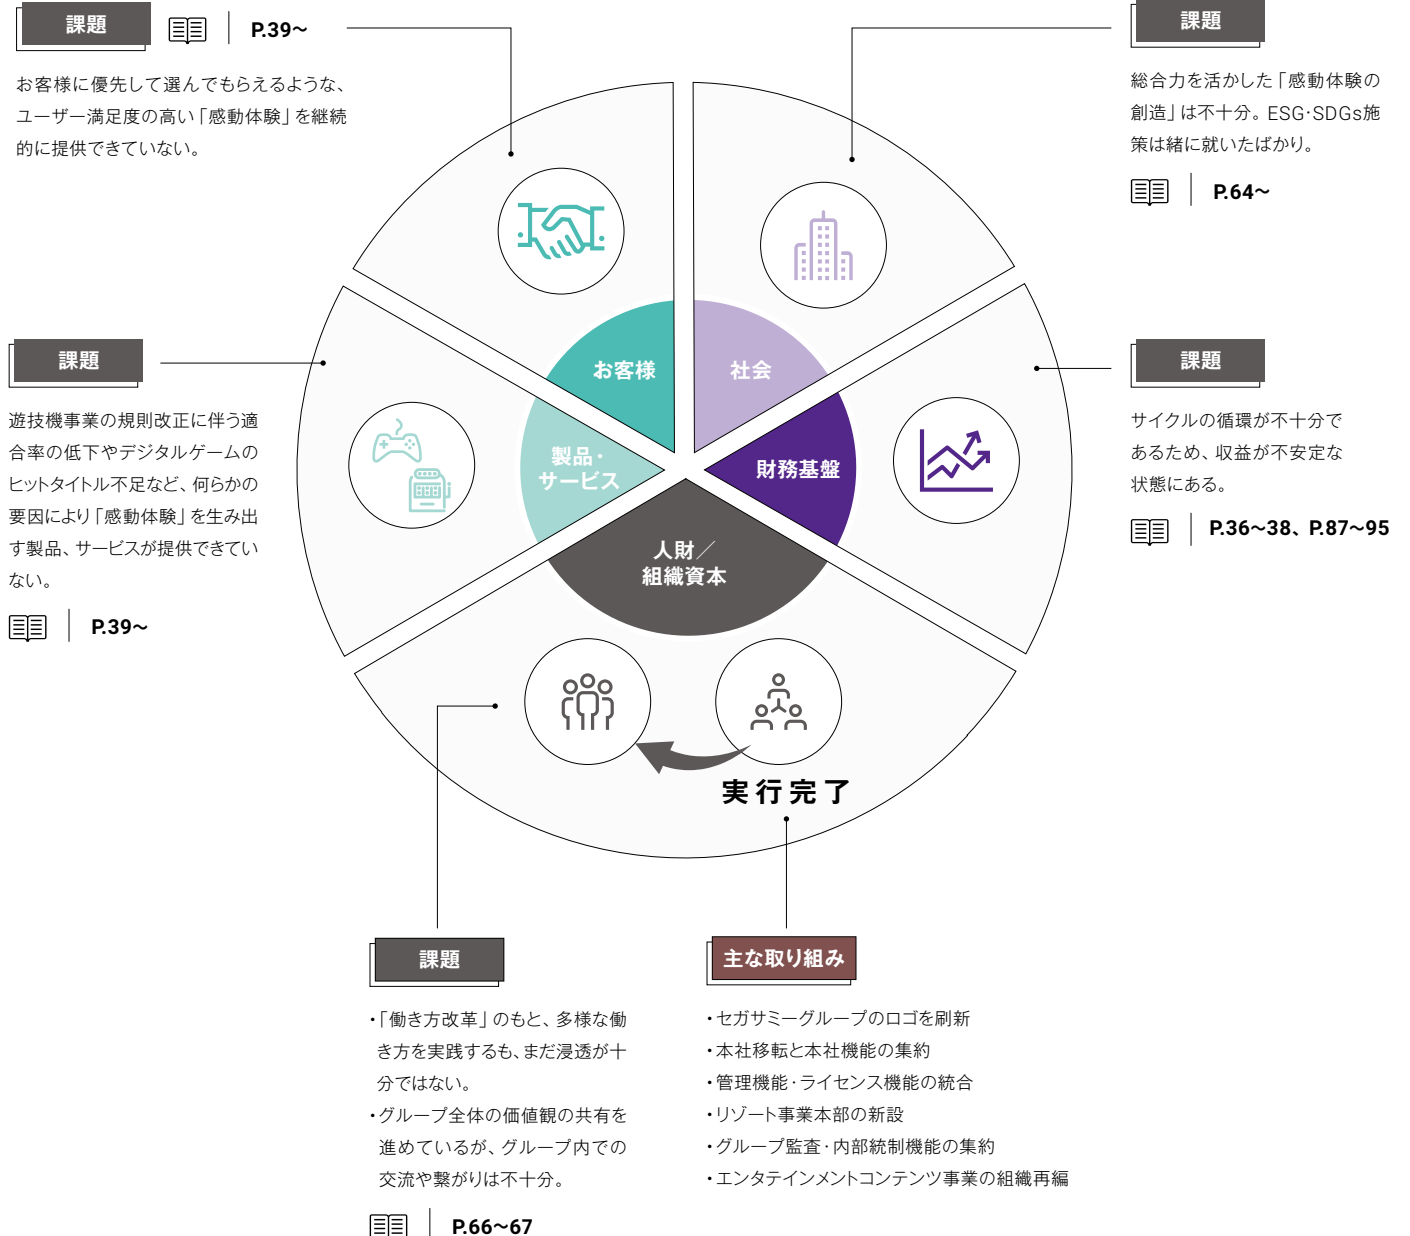 課題
P.39～
お客様に優先して選んでもらえるような、
ユーザー満足度の高い「感動体験」を継続
的に提供できていない。
課題
総合力を活かした「感動体験の
創造」は不十分。ESG・SDGs施
策は緒に就いたばかり。
P.64～
お客様
社会
製品・
サービス
財務基盤
人財／
組織資本
課題
遊技機事業の規則改正に伴う適
合率の低下やデジタルゲームの
ヒットタイトル不足など、何らかの
要因により「感動体験」を生み出
す製品、サービスが提供できてい
ない。
P.39～
課題
サイクルの循環が不十分で
あるため、収益が不安定な
状態にある。
P.36～38、P.87～95
実行完了
課題
・「働き方改革」のもと、多様な働
き方を実践するも、まだ浸透が十
分ではない。
・グループ全体の価値観の共有を
進めているが、グループ内での
交流や繋がりは不十分。
P.66～67
主な取り組み
・セガサミーグループのロゴを刷新
・本社移転と本社機能の集約
・管理機能・ライセンス機能の統合
・リゾート事業本部の新設
・グループ監査・内部統制機能の集約
・エンタテインメントコンテンツ事業の組織再編